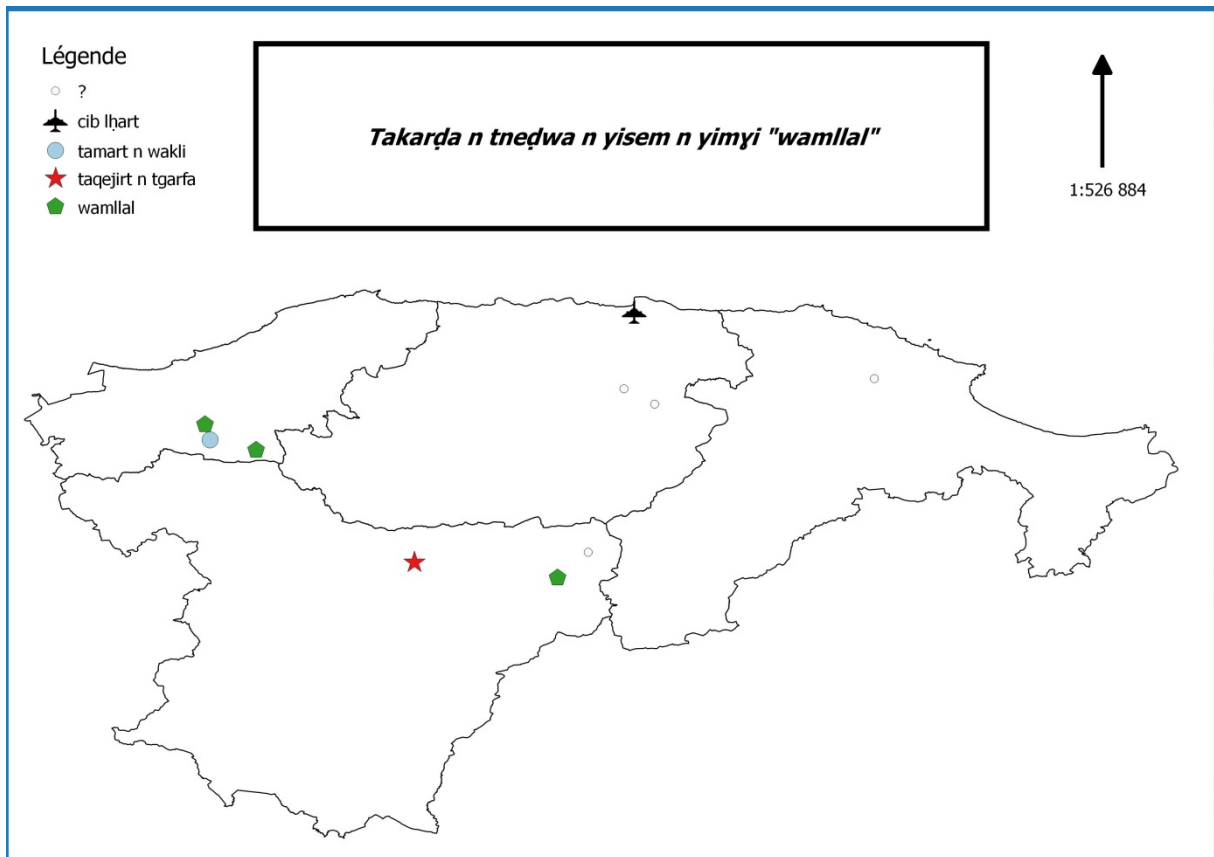 Légende
?
cib lḥart
tamart n wakli
taqejirt n tgarfa
wamllal
Takarḍa n tneḍwa n yisem n yimɣi "wamllal"
1:526 884